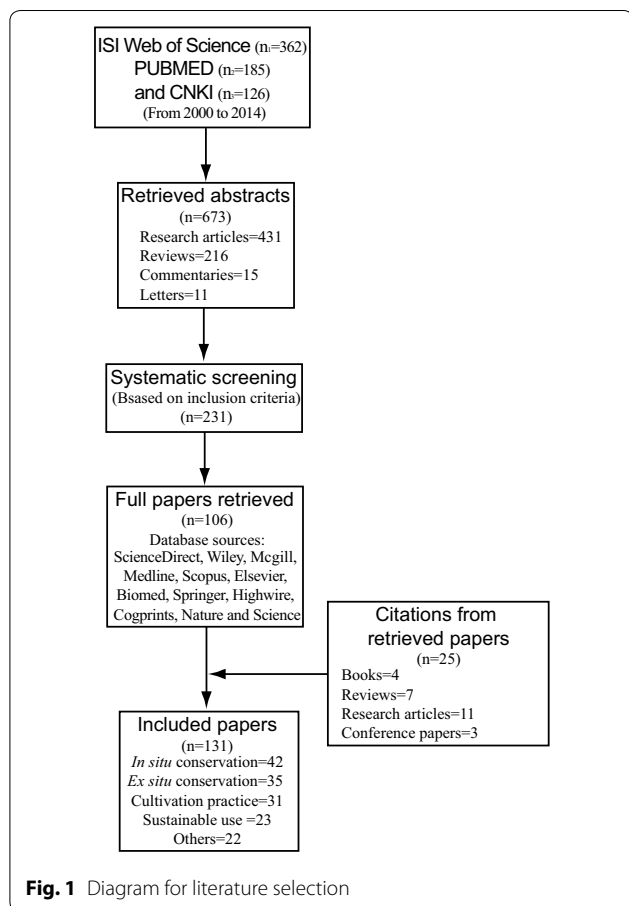 ISI Web of Science (n₁=362)
PUBMED (n₂=185)
and CNKI (n₃=126)
(From 2000 to 2014)
Retrieved abstracts
(n=673)
Research articles=431
Reviews=216
Commentaries=15
Letters=11
Systematic screening
(Bsased on inclusion criteria)
(n=231)
Full papers retrieved
(n=106)
Database sources:
ScienceDirect, Wiley, Mcgill,
Medline, Scopus, Elsevier,
Biomed, Springer, Highwire,
Cogprints, Nature and Science
Citations from
retrieved papers
(n=25)
Books=4
Reviews=7
Research articles=11
Conference papers=3
Included papers
(n=131)
In situ conservation=42
Ex situ conservation=35
Cultivation practice=31
Sustainable use =23
Others=22
Fig. 1 Diagram for literature selection